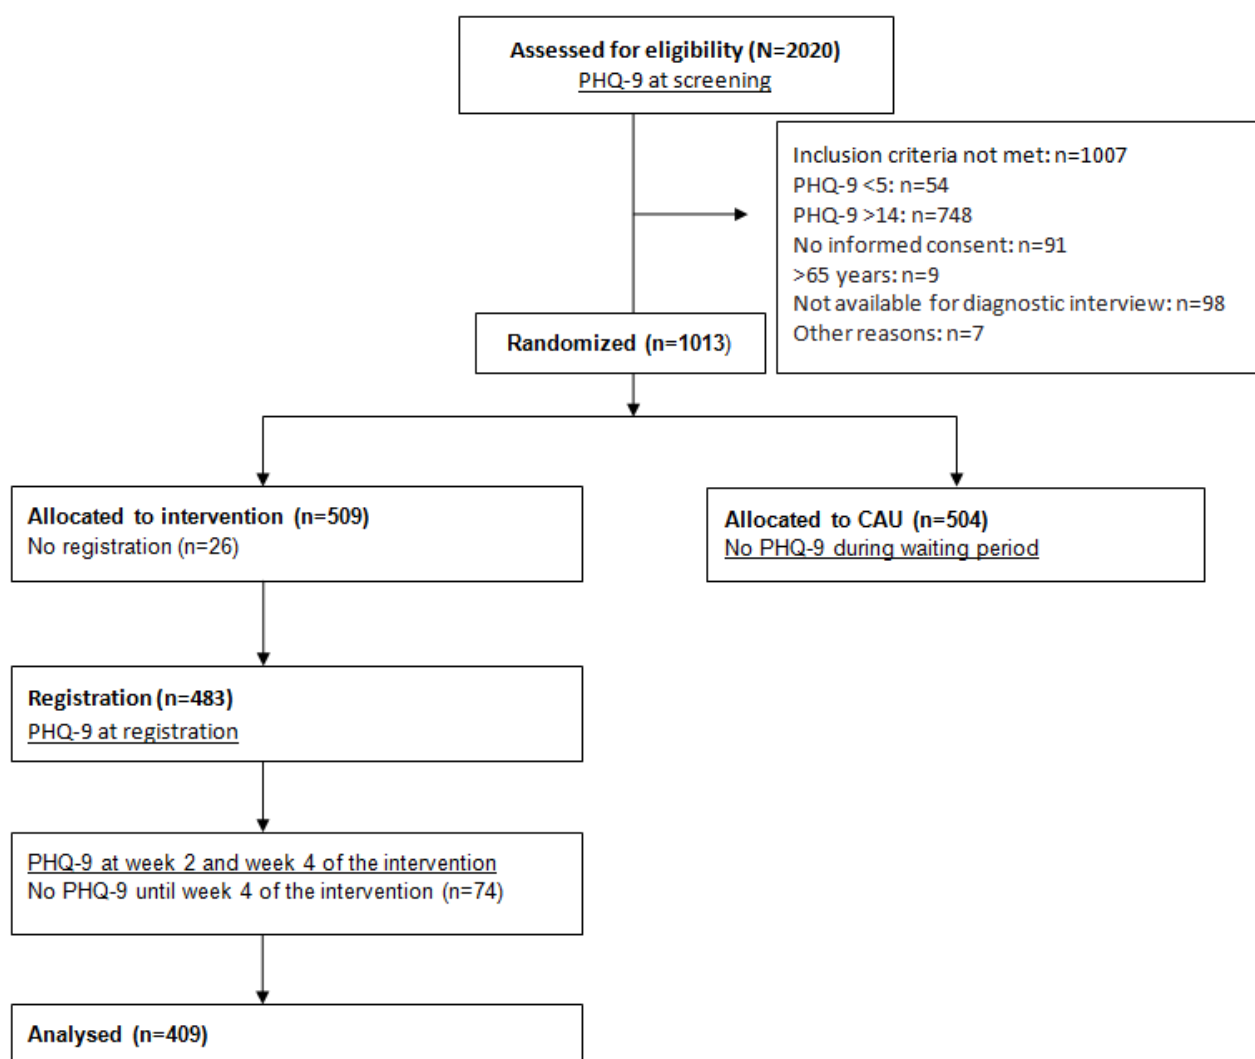 Assessed for eligibility (N=2020)
PHQ-9 at screening
Inclusion criteria not met: n=1007
PHQ-9 <5: n=54
PHQ-9 >14: n=748
No informed consent: n=91
>65 years: n=9
Not available for diagnostic interview: n=98
Other reasons: n=7
Randomized (n=1013)
Allocated to intervention (n=509)
No registration (n=26)
Allocated to CAU (n=504)
No PHQ-9 during waiting period
Registration (n=483)
PHQ-9 at registration
PHQ-9 at week 2 and week 4 of the intervention
No PHQ-9 until week 4 of the intervention (n=74)
Analysed (n=409)